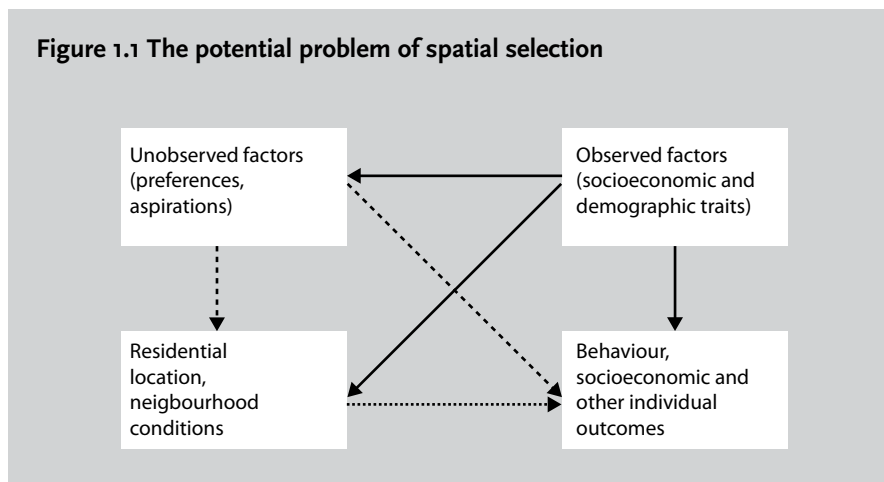 Figure 1.1 The potential problem of spatial selection
Unobserved factors
(preferences,
aspirations)
Observed factors
(socioeconomic and
demographic traits)
Residential
location,
neigbourhood
conditions
Behaviour,
socioeconomic and
other individual
outcomes